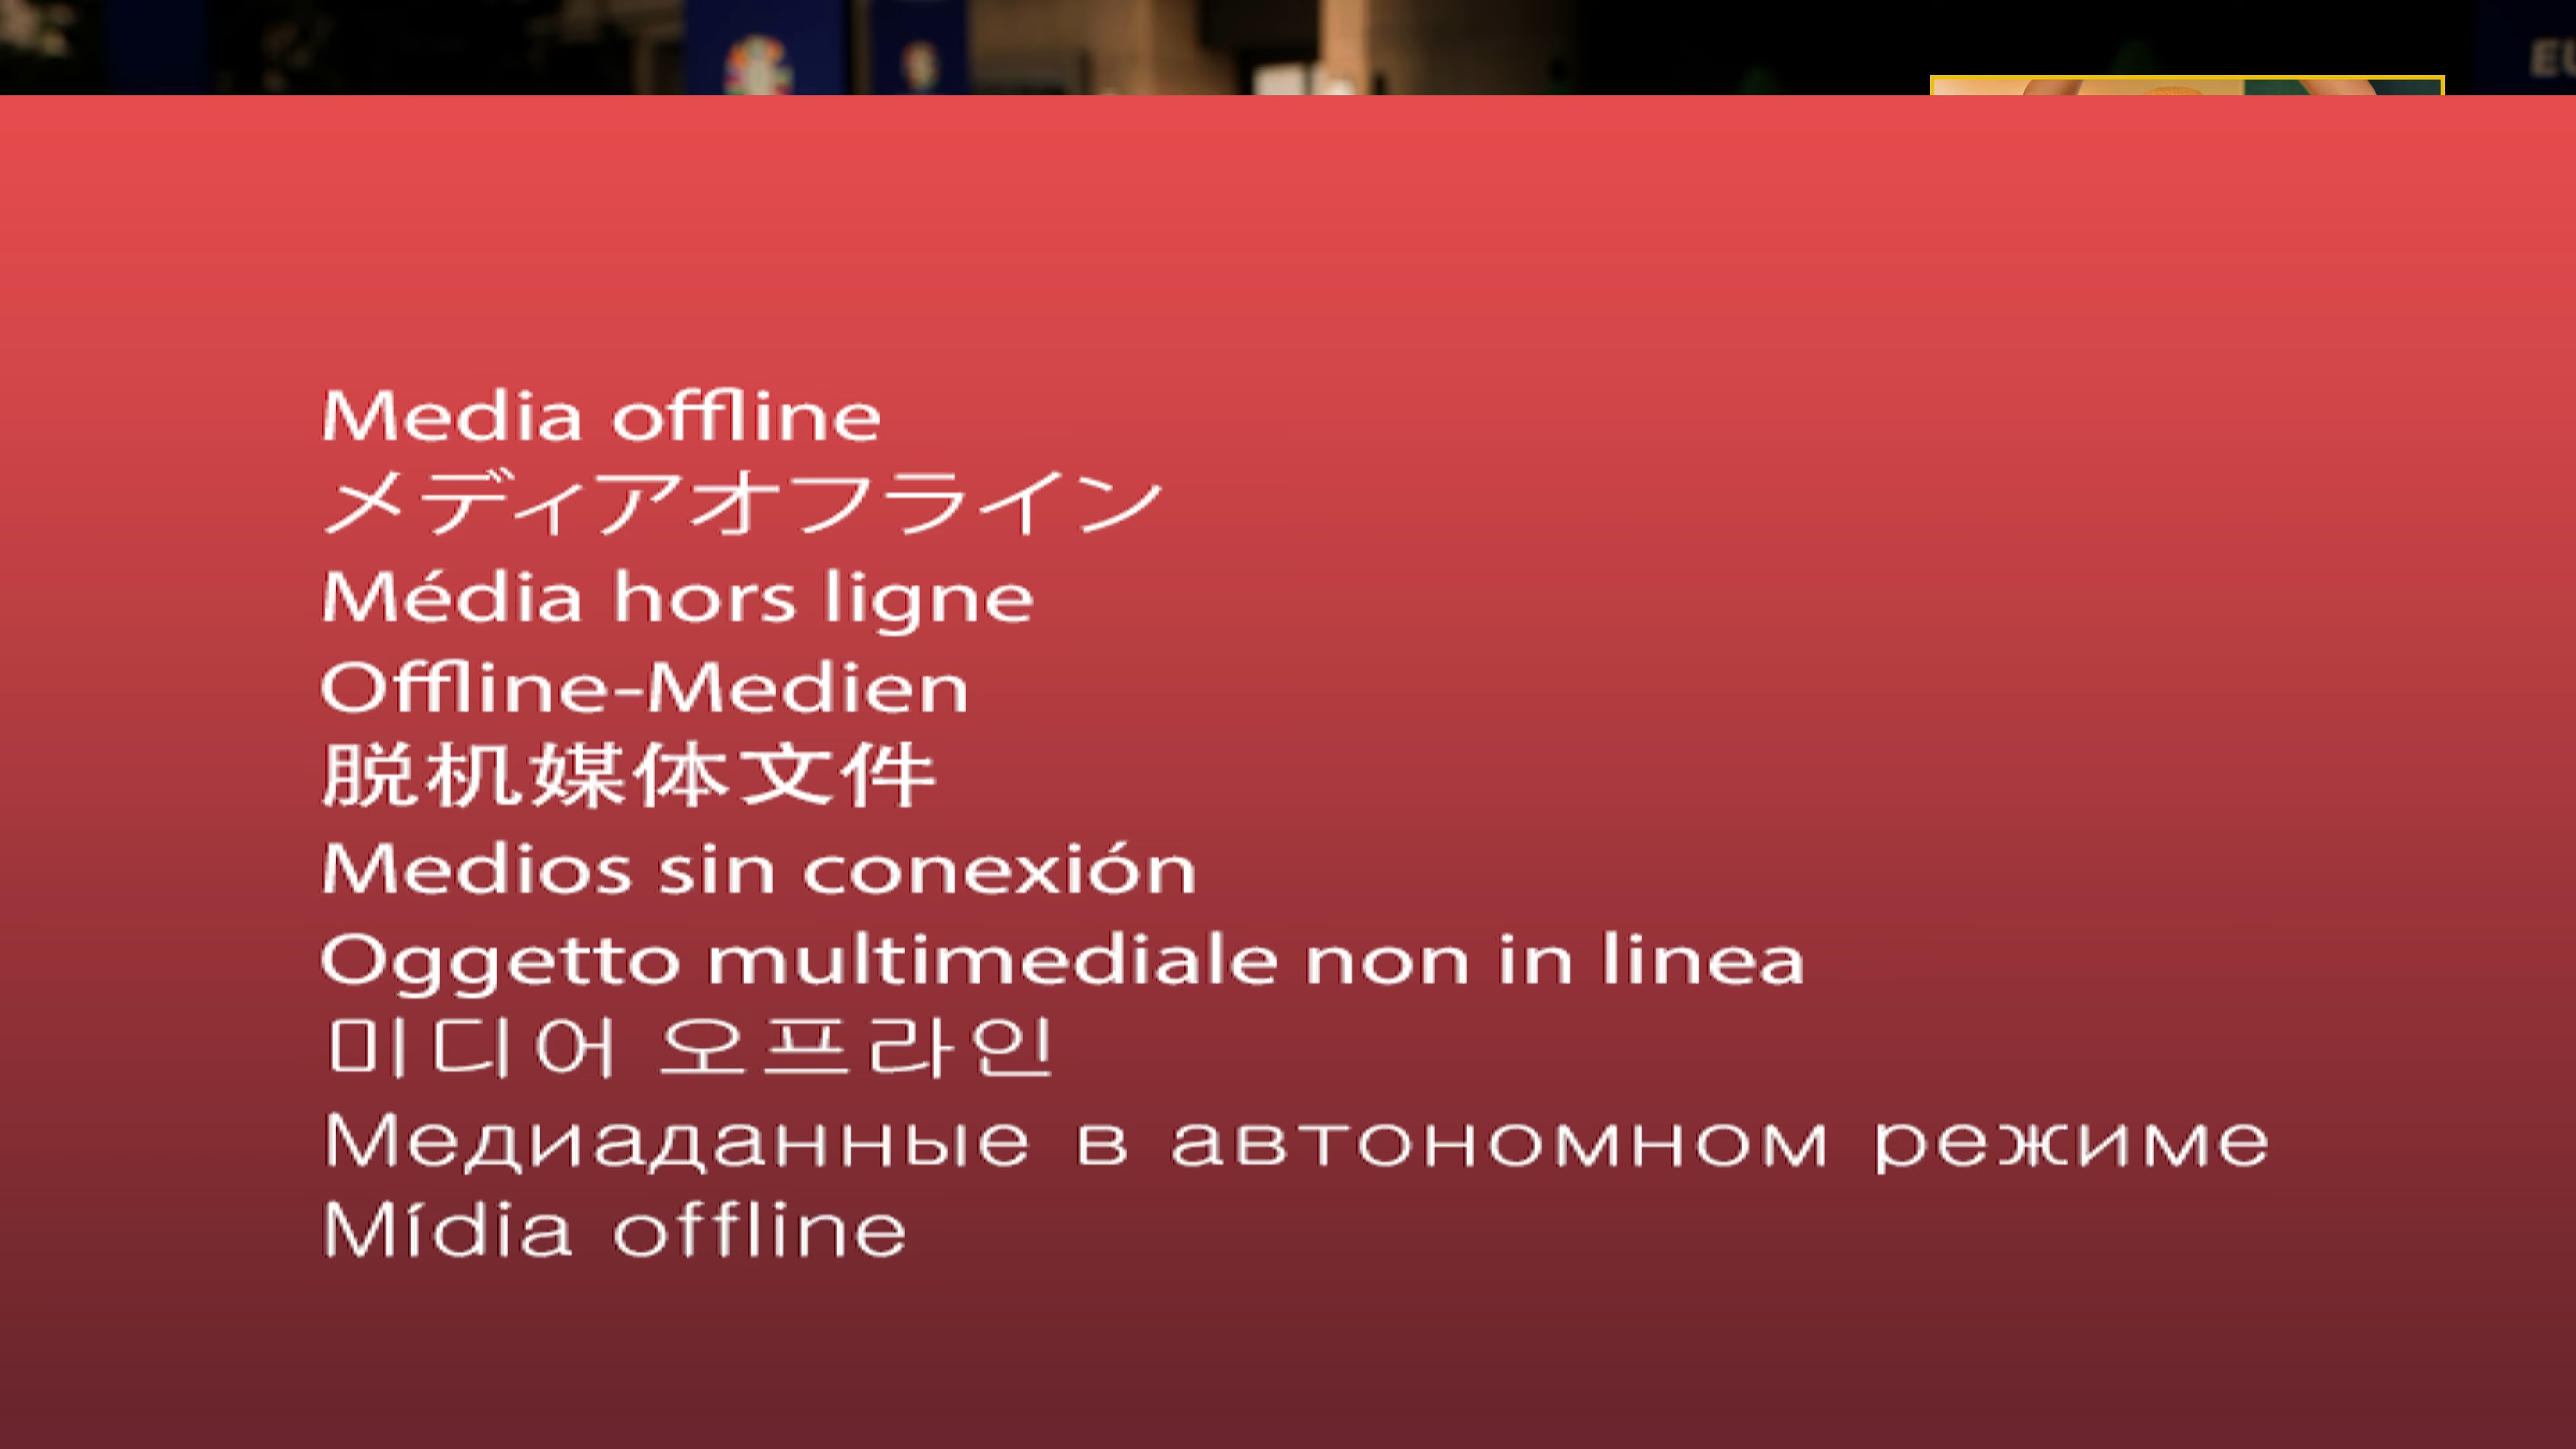 EU
Media offline
メディアオフライン
Média hors ligne
Offline-Medien
脱机媒体文件
Medios sin conexión
Oggetto multimediale non in linea
미디어 오프라인
Медиаданные в автономном режиме
Mídia offline